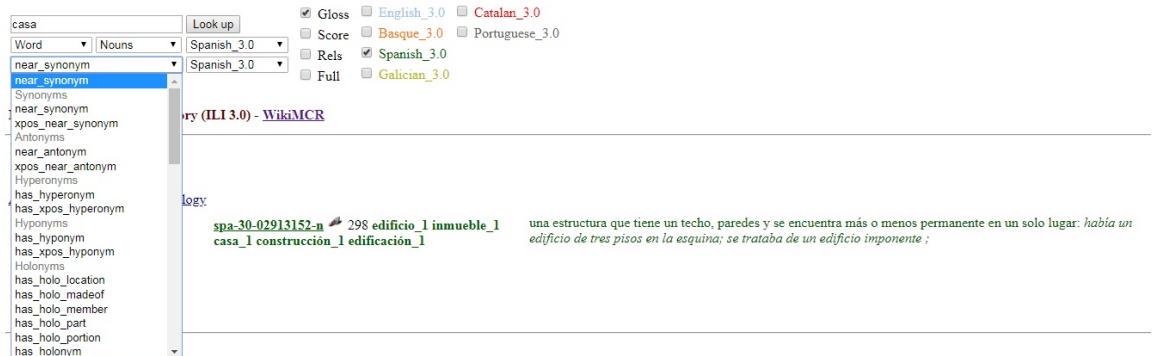 casa Look up
Word Nouns Spanish_3.0
near_synonym Spanish_3.0
Gloss English_3.0 Catalan_3.0
Score Basque_3.0 Portuguese_3.0
Rels Spanish_3.0
Full Galician_3.0
near_synonym
Synonyms
near_synonym
xpos_near_synonym
Antonyms
near_antonym
xpos_near_antonym
Hyperonyms
has_hyperonym
has_xpos_hyperonym
Hyponyms
has_hyponym
has_xpos_hyponym
Holonyms
has_holo_location
has_holo_madeof
has_holo_member
has_holo_part
has_holo_portion
has_holonym
ry (ILI 3.0) - WikiMCR
logy
spa-30-02913152-n 298 edificio_1 inmueble_1
casa_1 construcción_1 edificación_1
una estructura que tiene un techo, paredes y se encuentra más o menos permanente en un solo lugar: había un
edificio de tres pisos en la esquina; se trataba de un edificio imponente ;